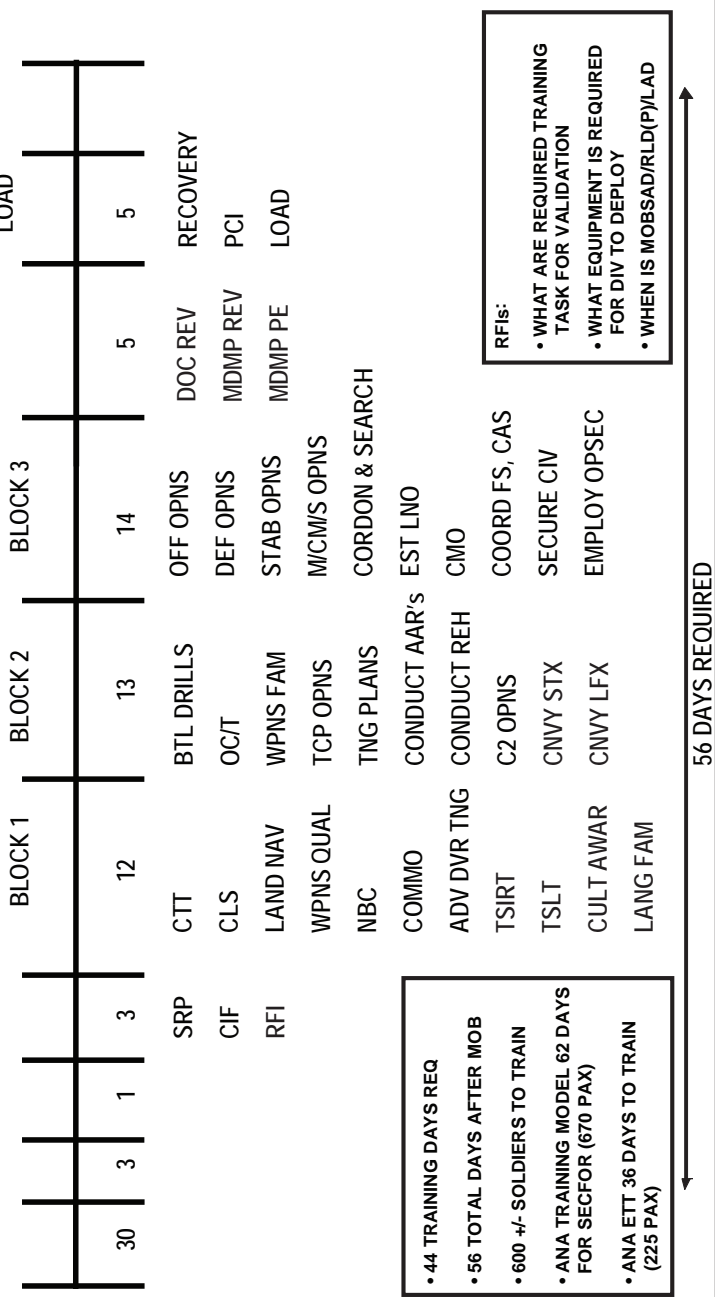 LOAD
BLOCK 1
BLOCK 2
BLOCK 3
30
3
1
3
12
13
14
5
5
SRP
CIF
RFI
CTT
CLS
LAND NAV
WPNS QUAL
NBC
COMMO
ADV DVR TNG
TSIRT
TSLT
CULT AWAR
LANG FAM
BTL DRILLS
OC/T
WPNS FAM
TCP OPNS
TNG PLANS
CONDUCT AAR's
CONDUCT REH
C2 OPNS
CNVY STX
CNVY LFX
OFF OPNS
DEF OPNS
STAB OPNS
M/CM/S OPNS
CORDON & SEARCH
EST LNO
CMO
COORD FS, CAS
SECURE CIV
EMPLOY OPSEC
DOC REV
MDMP REV
MDMP PE
RECOVERY
PCI
LOAD
• 44 TRAINING DAYS REQ
• 56 TOTAL DAYS AFTER MOB
• 600 +/- SOLDIERS TO TRAIN
• ANA TRAINING MODEL 62 DAYS
FOR SECFOR (670 PAX)
• ANA ETT 36 DAYS TO TRAIN
(225 PAX)
RFIs:
• WHAT ARE REQUIRED TRAINING
TASK FOR VALIDATION
• WHAT EQUIPMENT IS REQUIRED
FOR DIV TO DEPLOY
• WHEN IS MOBSAD/RLD(P)/LAD
56 DAYS REQUIRED